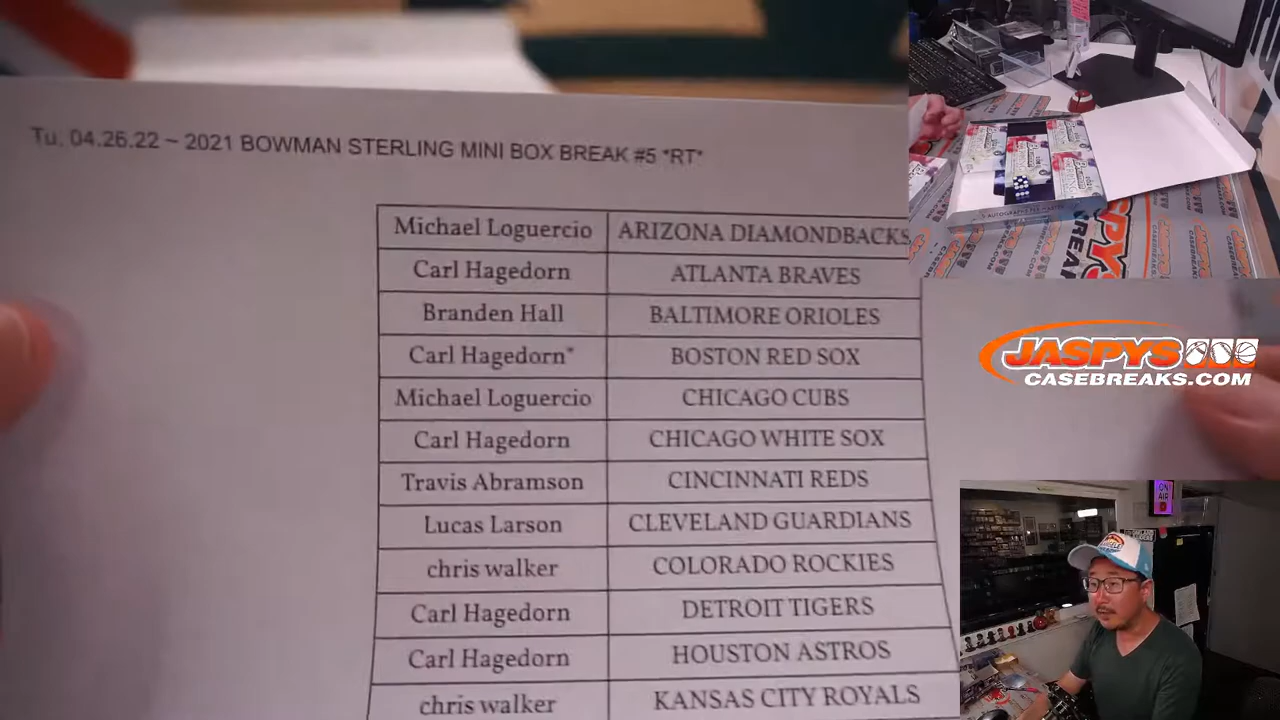 Tu, 04.26.22 ~ 2021 BOWMAN STERLING MINI BOX BREAK #5 *RT*
Michael Loguercio ARIZONA DIAMONDBACKS
Carl Hagedorn ATLANTA BRAVES
Branden Hall BALTIMORE ORIOLES
Carl Hagedorn* BOSTON RED SOX
Michael Loguercio CHICAGO CUBS
Carl Hagedorn CHICAGO WHITE SOX
Travis Abramson CINCINNATI REDS
Lucas Larson CLEVELAND GUARDIANS
chris walker COLORADO ROCKIES
Carl Hagedorn DETROIT TIGERS
Carl Hagedorn HOUSTON ASTROS
chris walker KANSAS CITY ROYALS
JASPYS
CASEBREAKS.COM
ON
AIR